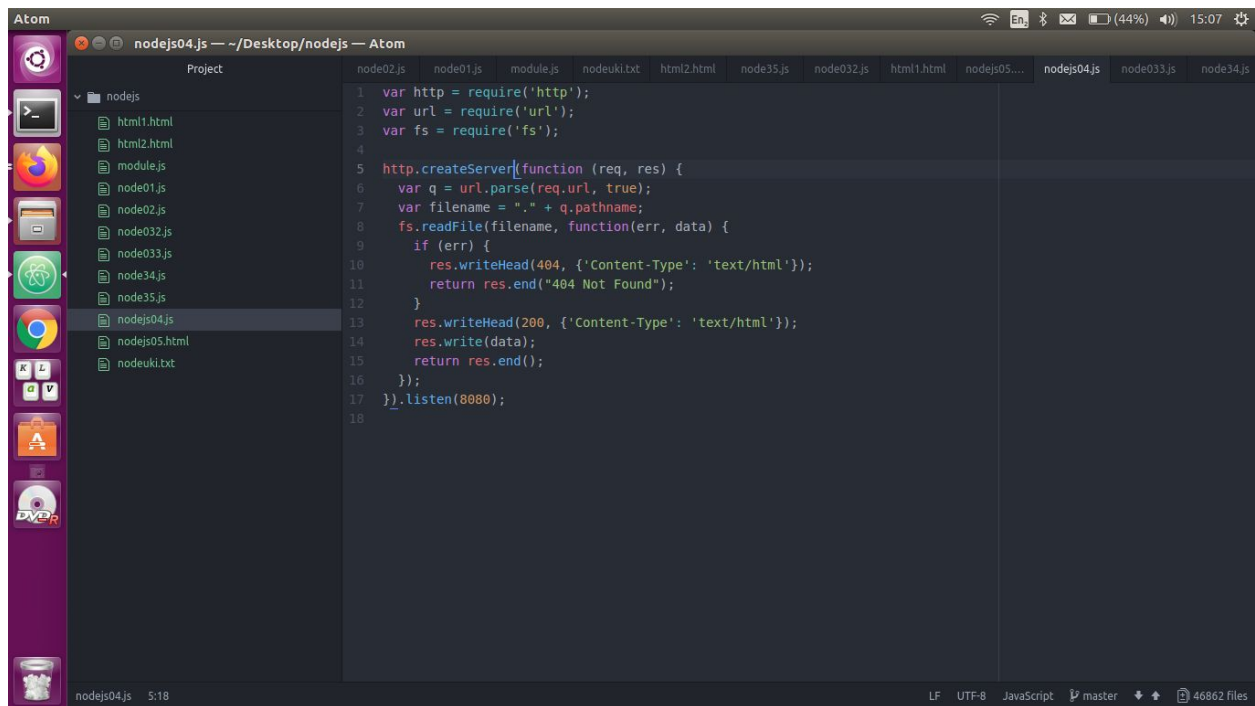 Atom
En2
(44%)
15:07
nodejs04.js — ~/Desktop/nodejs — Atom
Project
node02.js
node01.js
module.js
nodeuki.txt
html2.html
node35.js
node032.js
html1.html
nodejs05....
nodejs04.js
node033.js
node34.js
nodejs
html1.html
html2.html
module.js
node01.js
node02.js
node032.js
node033.js
node34.js
node35.js
nodejs04.js
nodejs05.html
nodeuki.txt
1 var http = require('http');
2 var url = require('url');
3 var fs = require('fs');
4
5 http.createServer(function (req, res) {
6 var q = url.parse(req.url, true);
7 var filename = "." + q.pathname;
8 fs.readFile(filename, function(err, data) {
9 if (err) {
10 res.writeHead(404, {'Content-Type': 'text/html'});
11 return res.end("404 Not Found");
12 }
13 res.writeHead(200, {'Content-Type': 'text/html'});
14 res.write(data);
15 return res.end();
16 });
17 }).listen(8080);
18
K L
a v
A
DVD R
nodejs04.js 5:18
LF UTF-8 JavaScript master 46862 files